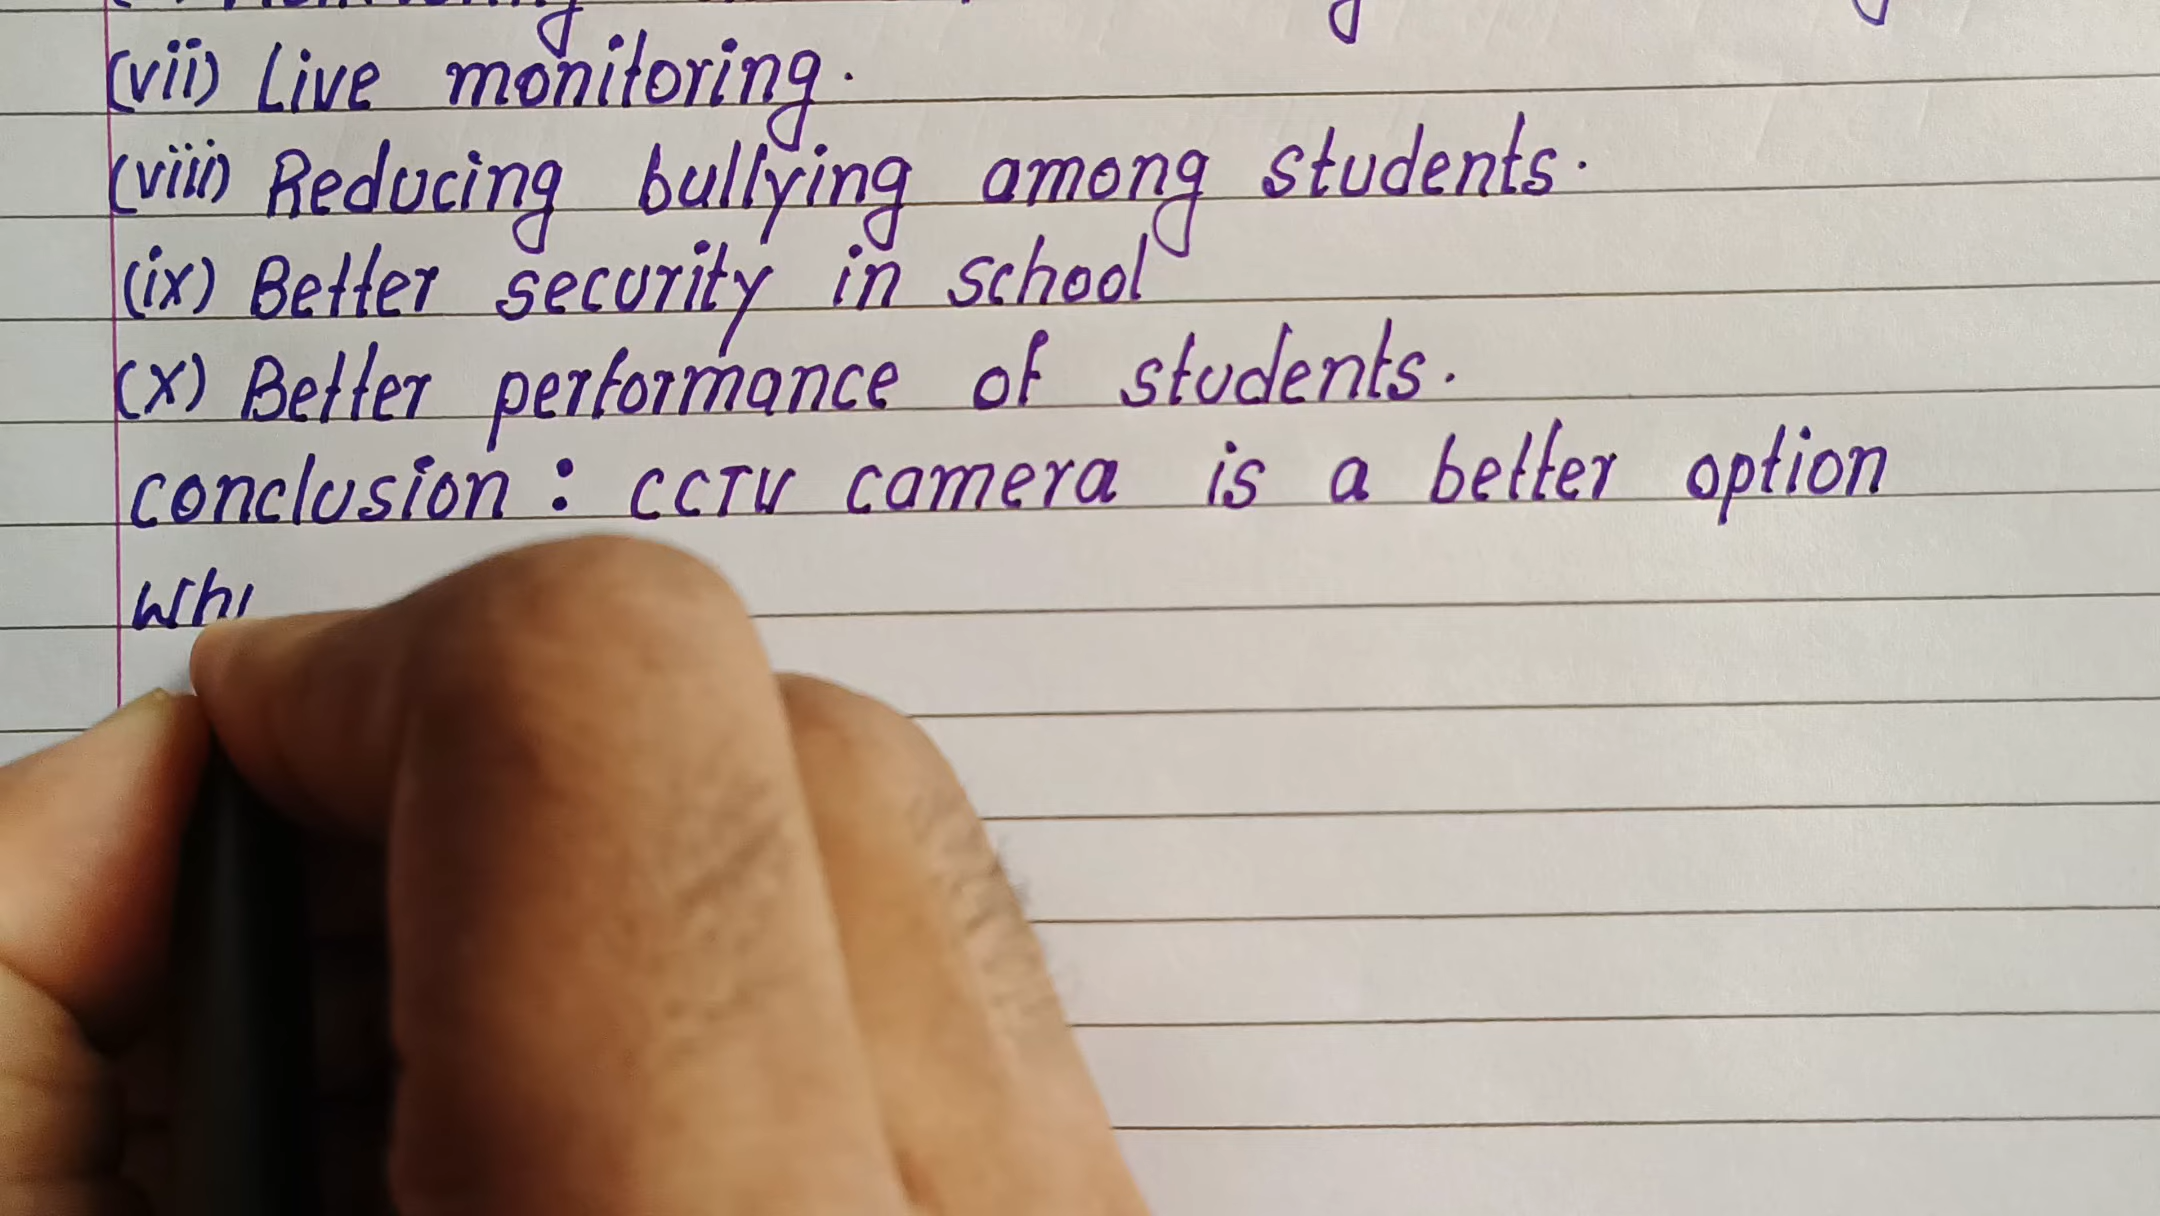 (vii) Live monitoring.
(viii) Reducing bullying among students.
(ix) Better security in school
(x) Better performance of students.
conclusion : CCTV camera is a better option